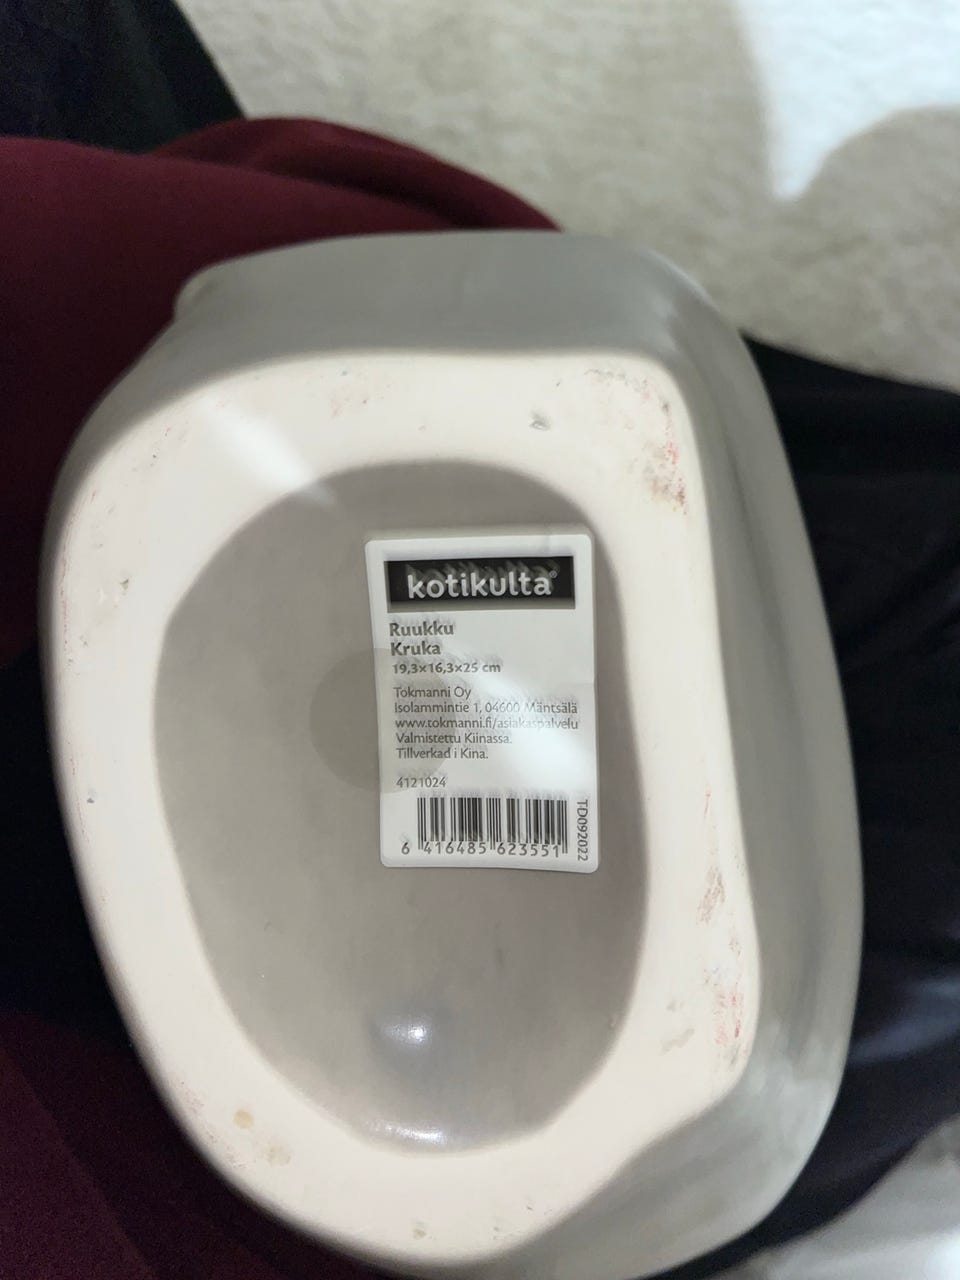 kotikulta®
Ruukku
Kruka
19,3×16,3×25 cm
Tokmanni Oy
Isolammintie 1, 04600 Mäntsälä
www.tokmanni.fi/asiakaspalvelu
Valmistettu Kiinassa.
Tillverkad i Kina.
4121024
6 416485 623551
TD092022